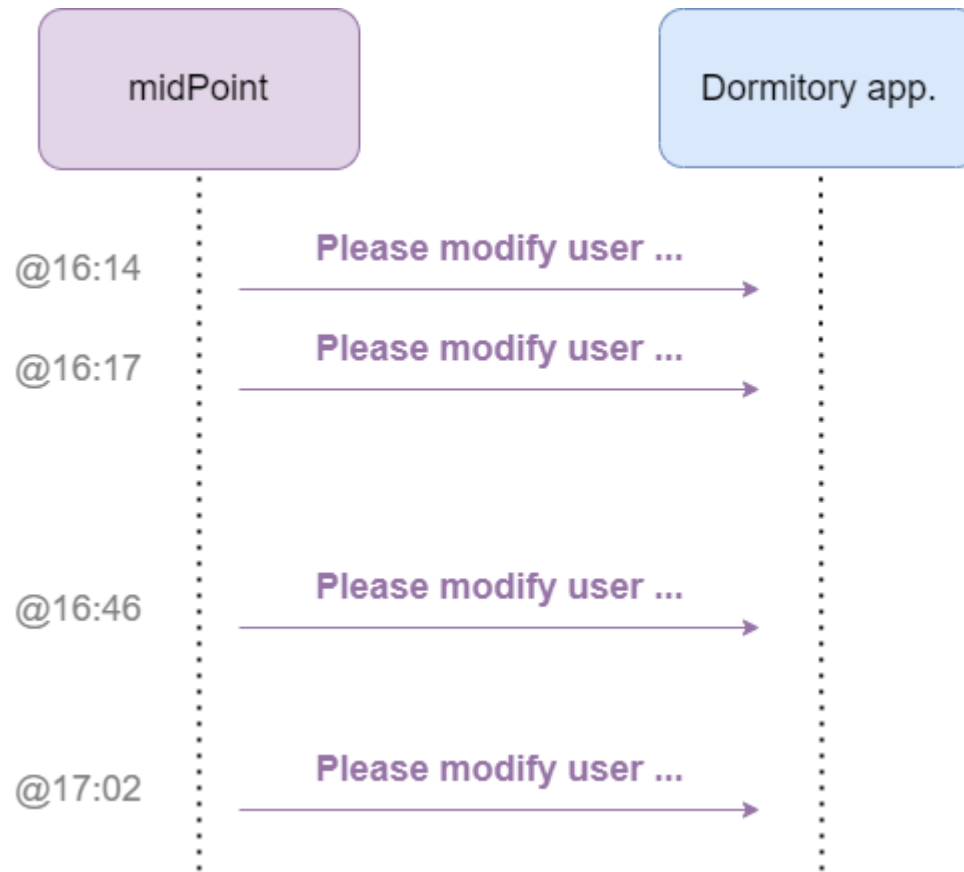 midPoint
Dormitory app.
@16:14
Please modify user ...
@16:17
Please modify user ...
@16:46
Please modify user ...
@17:02
Please modify user ...